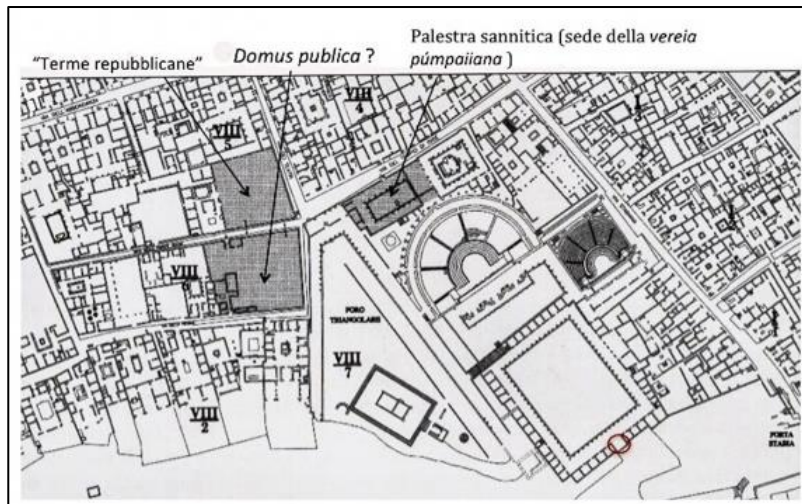 Palestra sannitica (sede della vereia
púmpaiiana )
Domus publica ?
"Terme repubblicane"
VIII
4
VIII
5
VIII
6
FORO
TRIANGOLARE
VIII
7
VIII
2
PORTA
STABIA